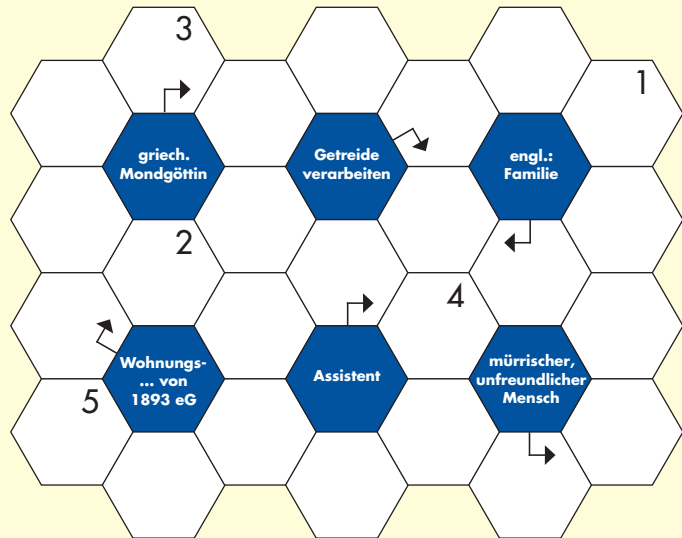 3
1
griech.
Mondgöttin
Getreide
verarbeiten
engl.:
Familie
2
4
Wohnungs-
... von
1893 eG
Assistent
mürrischer,
unfreundlicher
Mensch
5